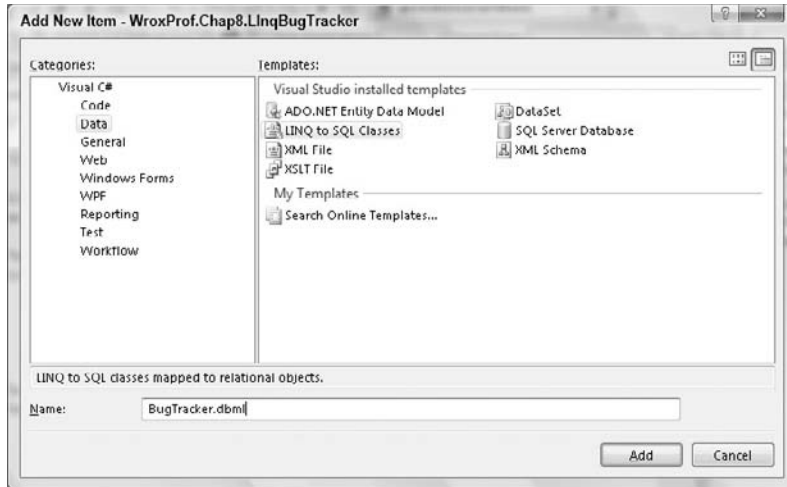 Add New Item - WroxProf.Chap8.LInqBugTracker
Categories:
Visual C#
Code
Data
General
Web
Windows Forms
WPF
Reporting
Test
Workflow
Templates:
Visual Studio installed templates
ADO.NET Entity Data Model
LINQ to SQL Classes
XML File
XSLT File
DataSet
SQL Server Database
XML Schema
My Templates
Search Online Templates...
LINQ to SQL classes mapped to relational objects.
Name:
BugTracker.dbml
Add
Cancel